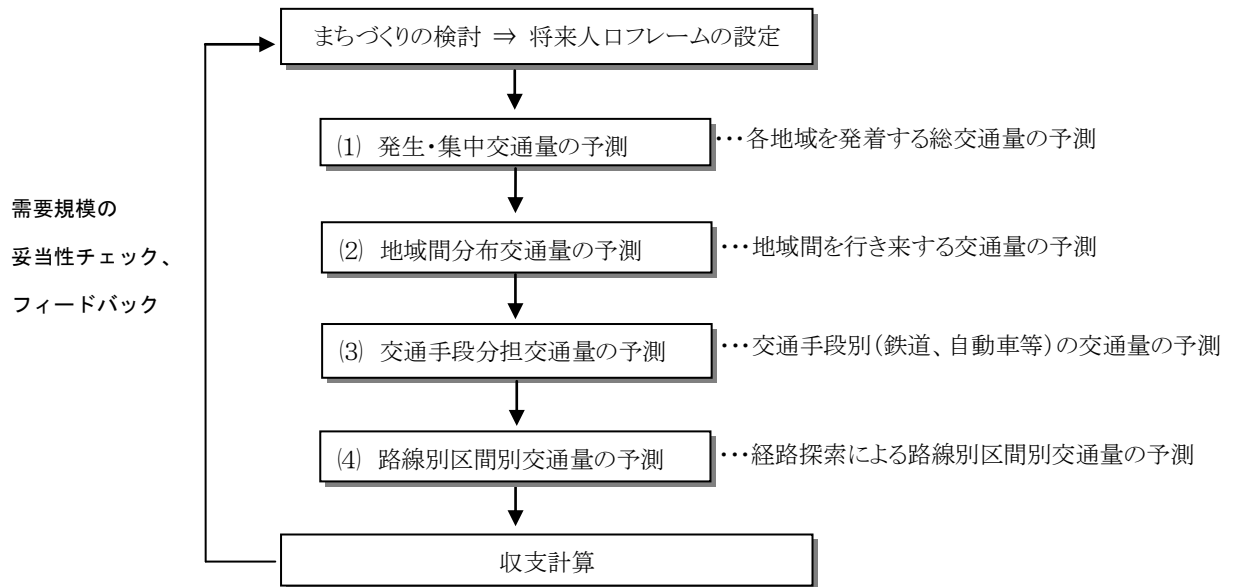 まちづくりの検討 ⇒ 将来人口フレームの設定
⑴ 発生・集中交通量の予測
・・・各地域を発着する総交通量の予測
⑵ 地域間分布交通量の予測
・・・地域間を行き来する交通量の予測
⑶ 交通手段分担交通量の予測
・・・交通手段別(鉄道、自動車等)の交通量の予測
⑷ 路線別区間別交通量の予測
・・・経路探索による路線別区間別交通量の予測
収支計算
需要規模の
妥当性チェック、
フィードバック